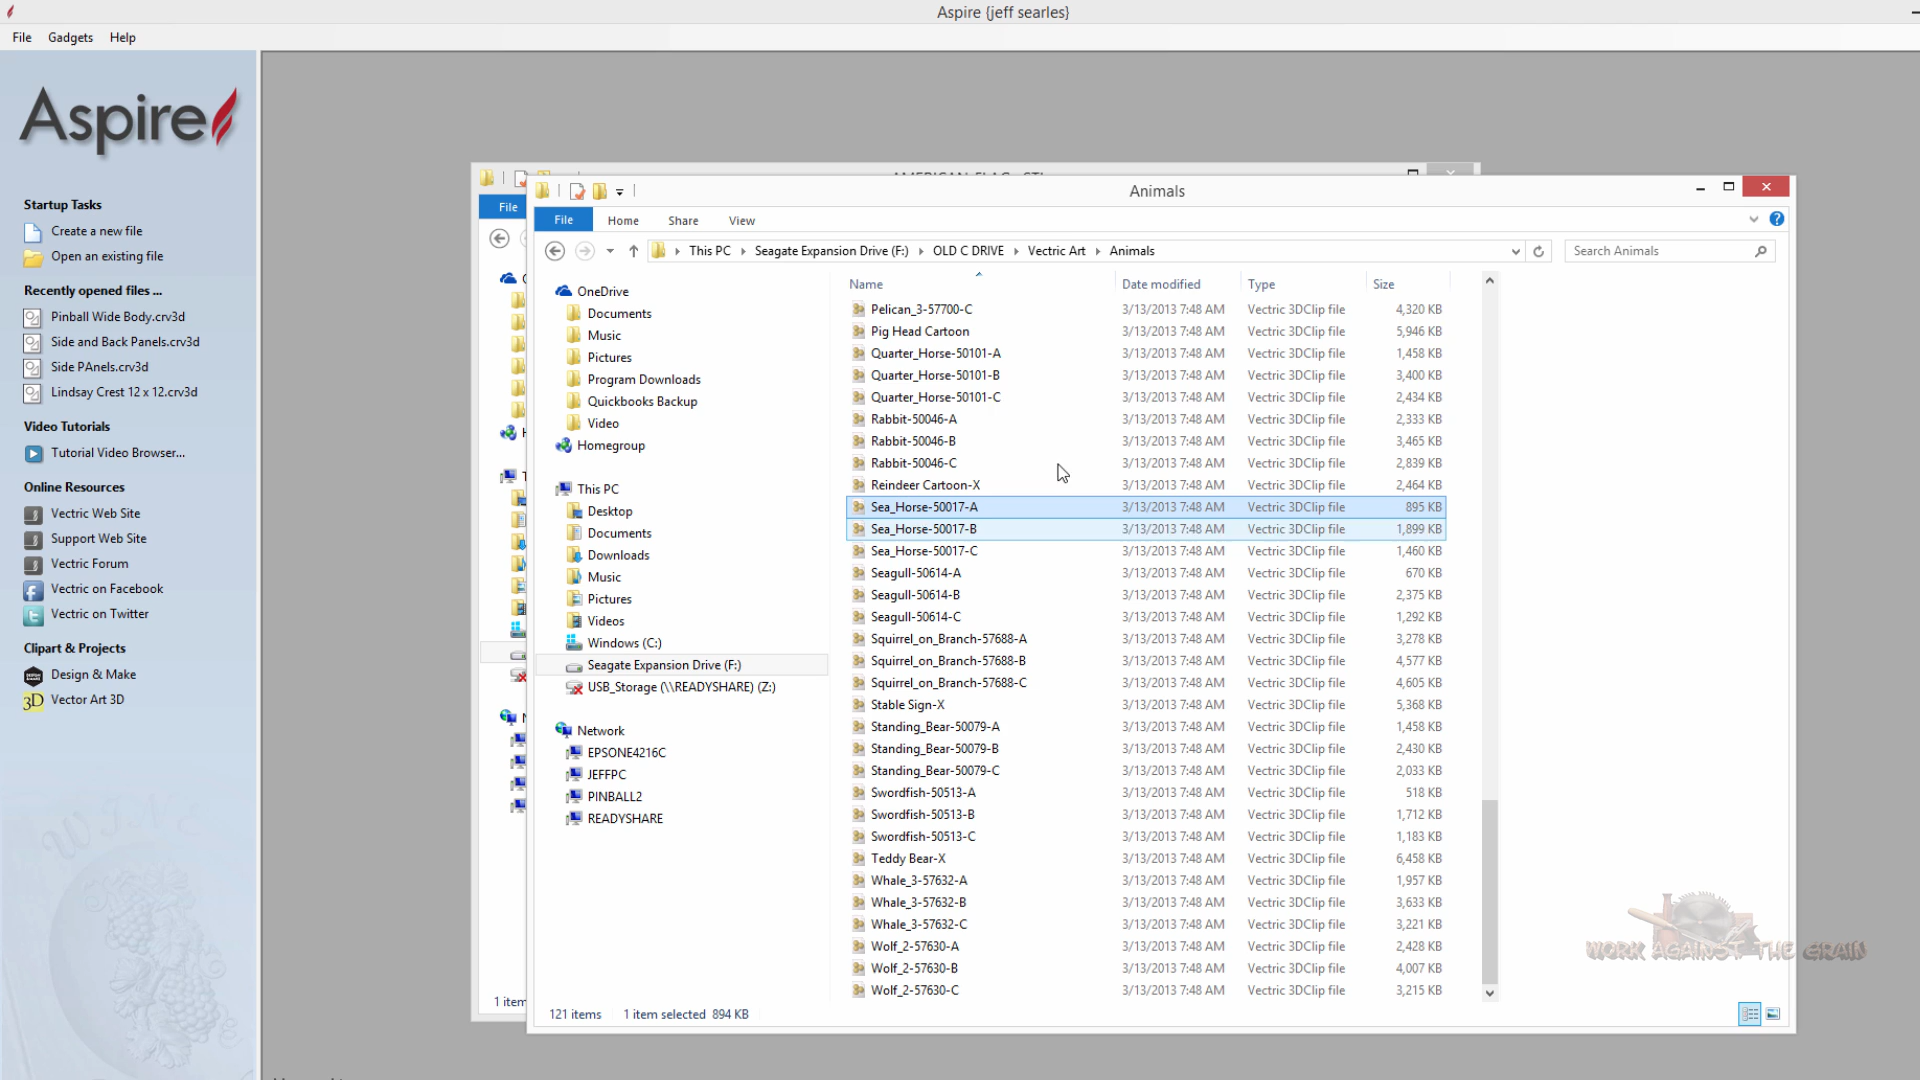 Aspire {jeff searles}
File Gadgets Help
Aspire
Startup Tasks
Create a new file
Open an existing file
Recently opened files ...
Pinball Wide Body.crv3d
Side and Back Panels.crv3d
Side PAnels.crv3d
Lindsay Crest 12 x 12.crv3d
Video Tutorials
Tutorial Video Browser...
Online Resources
Vectric Web Site
Support Web Site
Vectric Forum
Vectric on Facebook
Vectric on Twitter
Clipart & Projects
Design & Make
3D Vector Art 3D
File
1 item
Animals
File Home Share View
This PC Seagate Expansion Drive (F:) OLD C DRIVE Vectric Art Animals
Search Animals
OneDrive
Documents
Music
Pictures
Program Downloads
Quickbooks Backup
Video
Homegroup
This PC
Desktop
Documents
Downloads
Music
Pictures
Videos
Windows (C:)
Seagate Expansion Drive (F:)
USB_Storage (\\READYSHARE) (Z:)
Network
EPSONE4216C
JEFFPC
PINBALL2
READYSHARE
Name Date modified Type Size
Pelican_3-57700-C 3/13/2013 7:48 AM Vectric 3DClip file 4,320 KB
Pig Head Cartoon 3/13/2013 7:48 AM Vectric 3DClip file 5,946 KB
Quarter_Horse-50101-A 3/13/2013 7:48 AM Vectric 3DClip file 1,458 KB
Quarter_Horse-50101-B 3/13/2013 7:48 AM Vectric 3DClip file 3,400 KB
Quarter_Horse-50101-C 3/13/2013 7:48 AM Vectric 3DClip file 2,434 KB
Rabbit-50046-A 3/13/2013 7:48 AM Vectric 3DClip file 2,333 KB
Rabbit-50046-B 3/13/2013 7:48 AM Vectric 3DClip file 3,465 KB
Rabbit-50046-C 3/13/2013 7:48 AM Vectric 3DClip file 2,839 KB
Reindeer Cartoon-X 3/13/2013 7:48 AM Vectric 3DClip file 2,464 KB
Sea_Horse-50017-A 3/13/2013 7:48 AM Vectric 3DClip file 895 KB
Sea_Horse-50017-B 3/13/2013 7:48 AM Vectric 3DClip file 1,899 KB
Sea_Horse-50017-C 3/13/2013 7:48 AM Vectric 3DClip file 1,460 KB
Seagull-50614-A 3/13/2013 7:48 AM Vectric 3DClip file 670 KB
Seagull-50614-B 3/13/2013 7:48 AM Vectric 3DClip file 2,375 KB
Seagull-50614-C 3/13/2013 7:48 AM Vectric 3DClip file 1,292 KB
Squirrel_on_Branch-57688-A 3/13/2013 7:48 AM Vectric 3DClip file 3,278 KB
Squirrel_on_Branch-57688-B 3/13/2013 7:48 AM Vectric 3DClip file 4,577 KB
Squirrel_on_Branch-57688-C 3/13/2013 7:48 AM Vectric 3DClip file 4,605 KB
Stable Sign-X 3/13/2013 7:48 AM Vectric 3DClip file 5,368 KB
Standing_Bear-50079-A 3/13/2013 7:48 AM Vectric 3DClip file 1,458 KB
Standing_Bear-50079-B 3/13/2013 7:48 AM Vectric 3DClip file 2,430 KB
Standing_Bear-50079-C 3/13/2013 7:48 AM Vectric 3DClip file 2,033 KB
Swordfish-50513-A 3/13/2013 7:48 AM Vectric 3DClip file 518 KB
Swordfish-50513-B 3/13/2013 7:48 AM Vectric 3DClip file 1,712 KB
Swordfish-50513-C 3/13/2013 7:48 AM Vectric 3DClip file 1,183 KB
Teddy Bear-X 3/13/2013 7:48 AM Vectric 3DClip file 6,458 KB
Whale_3-57632-A 3/13/2013 7:48 AM Vectric 3DClip file 1,957 KB
Whale_3-57632-B 3/13/2013 7:48 AM Vectric 3DClip file 3,633 KB
Whale_3-57632-C 3/13/2013 7:48 AM Vectric 3DClip file 3,221 KB
Wolf_2-57630-A 3/13/2013 7:48 AM Vectric 3DClip file 2,428 KB
Wolf_2-57630-B 3/13/2013 7:48 AM Vectric 3DClip file 4,007 KB
Wolf_2-57630-C 3/13/2013 7:48 AM Vectric 3DClip file 3,215 KB
121 items 1 item selected 894 KB
WORK AGAINST THE GRAIN